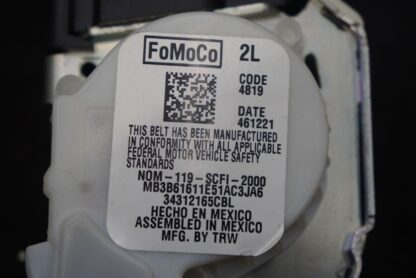 FoMoCo 2L
CODE
4819
DATE
461221
THIS BELT HAS BEEN MANUFACTURED
IN CONFORMITY WITH ALL APPLICABLE
FEDERAL MOTOR VEHICLE SAFETY
STANDARDS
NOM-119-SCFI-2000
MB3B61611E51AC3JA6
34312165CBL
HECHO EN MEXICO
ASSEMBLED IN MEXICO
MFG. BY TRW